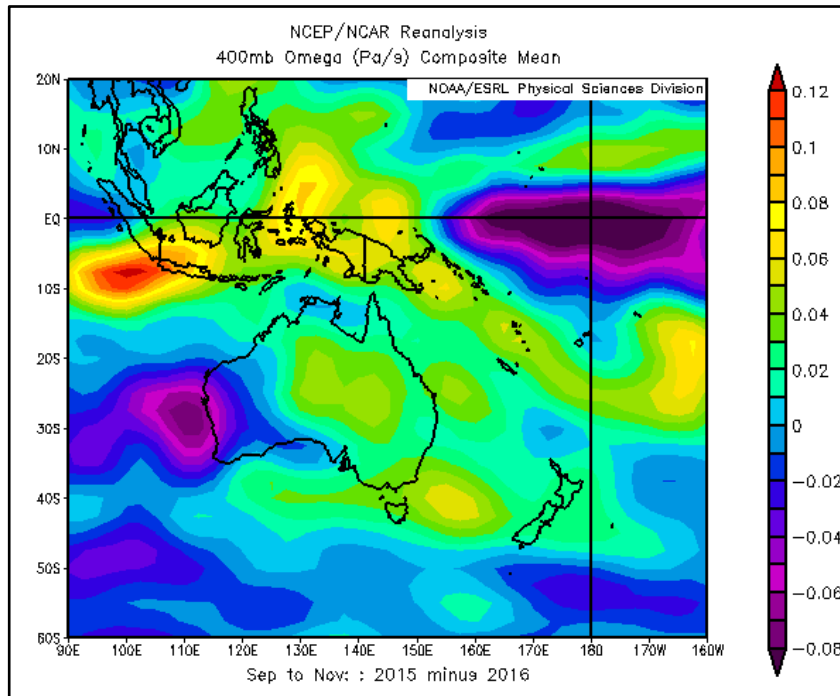 NCEP/NCAR Reanalysis
400mb Omega (Pa/s) Composite Mean
NOAA/ESRL Physical Sciences Division
20N
10N
EQ
10S
20S
30S
40S
50S
60S
90E 100E 110E 120E 130E 140E 150E 160E 170E 180 170W 160W
Sep to Nov: : 2015 minus 2016
0.12
0.1
0.08
0.06
0.04
0.02
0
-0.02
-0.04
-0.06
-0.08